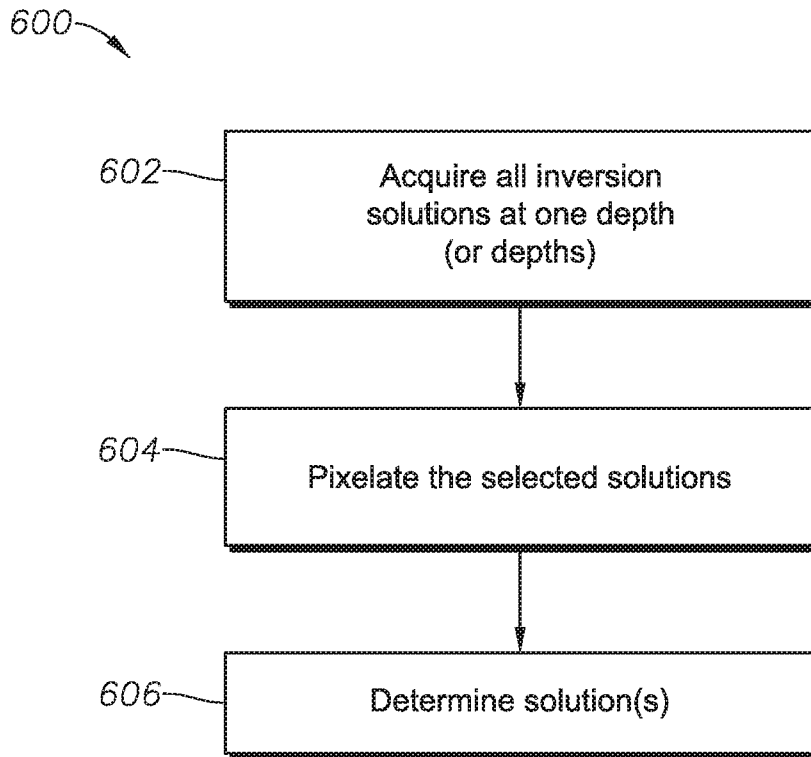 600
602
Acquire all inversion
solutions at one depth
(or depths)
604
Pixelate the selected solutions
606
Determine solution(s)